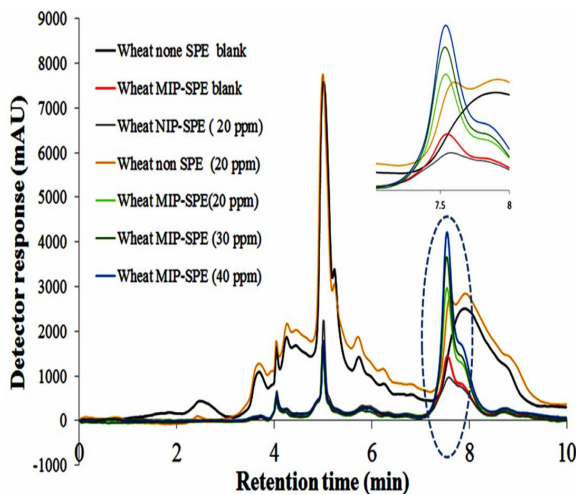 Detector response (mAU)
9000
8000
7000
6000
5000
4000
3000
2000
1000
0
-1000
Wheat none SPE blank
Wheat MIP-SPE blank
Wheat NIP-SPE ( 20 ppm)
Wheat non SPE (20 ppm)
Wheat MIP-SPE(20 ppm)
Wheat MIP-SPE (30 ppm)
Wheat MIP-SPE (40 ppm)
7.5 8
0 2 4 6 8 10
Retention time (min)